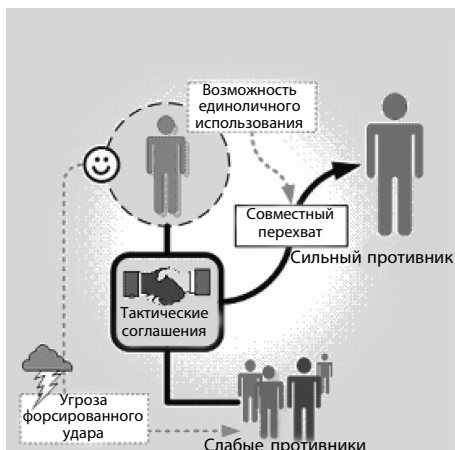 Возможность
единоличного
использования
Совместный
перехват
Сильный противник
Тактические
соглашения
Угроза
форсированного
удара
Слабые противники